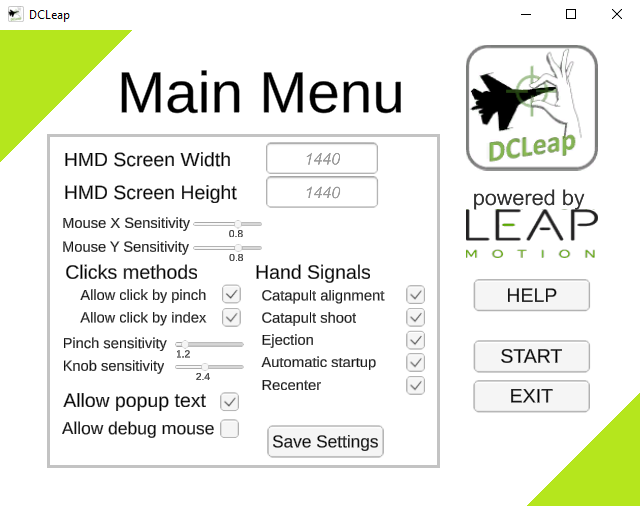 DCLeap
Main Menu
DCLeap
HMD Screen Width 1440
HMD Screen Height 1440
Mouse X Sensitivity
0.8
Mouse Y Sensitivity
0.8
Clicks methods
Allow click by pinch
Allow click by index
Pinch sensitivity
1.2
Knob sensitivity
2.4
Allow popup text
Allow debug mouse
Hand Signals
Catapult alignment
Catapult shoot
Ejection
Automatic startup
Recenter
Save Settings
powered by
LEAP
MOTION
HELP
START
EXIT